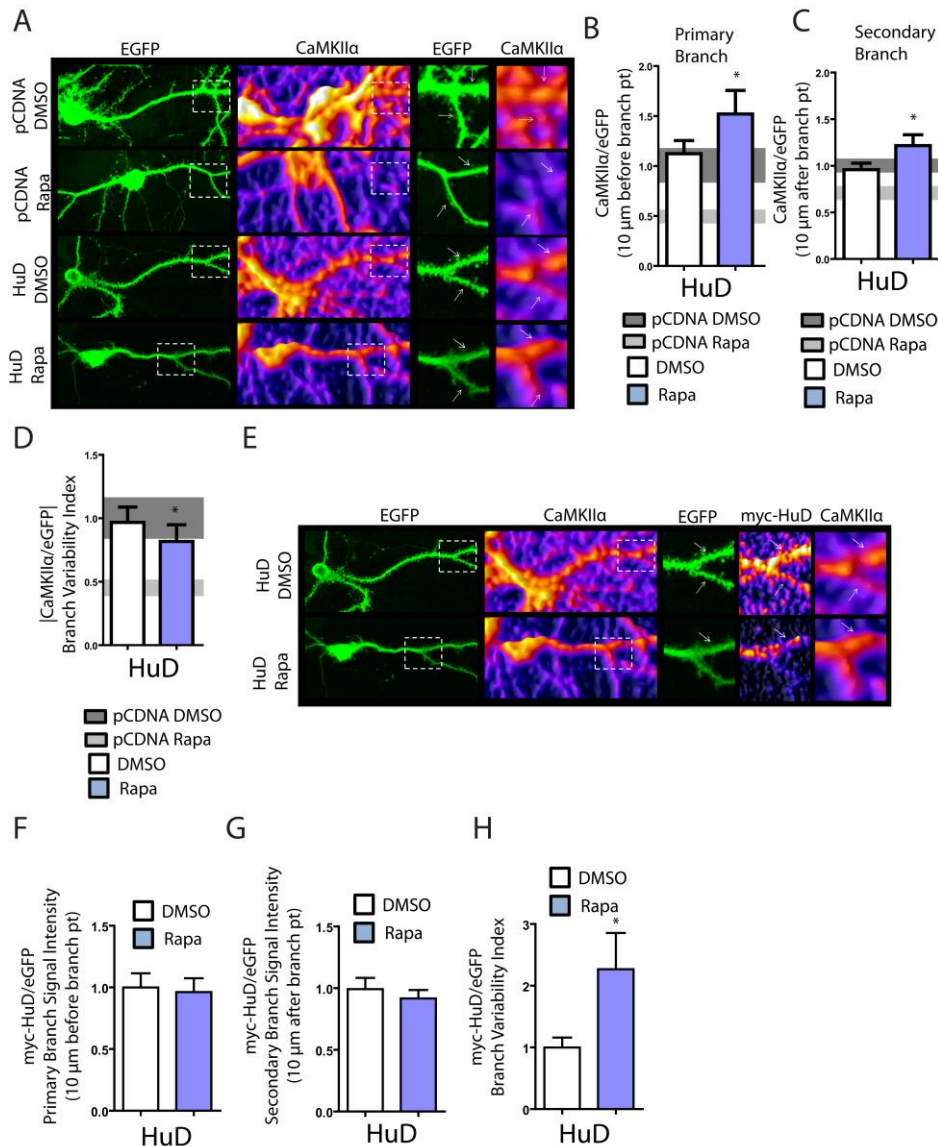 A
EGFP
CaMKIIα
EGFP
CaMKIIα
pCDNA
DMSO
pCDNA
Rapa
HuD
DMSO
HuD
Rapa
B
Primary
Branch
CaMKIIα/eGFP
(10 µm before branch pt)
2.0
1.5
1.0
0.5
0.0
*
HuD
pCDNA DMSO
pCDNA Rapa
DMSO
Rapa
C
Secondary
Branch
CaMKIIα/eGFP
(10 µm after branch pt)
2.0
1.5
1.0
0.5
0.0
*
HuD
pCDNA DMSO
pCDNA Rapa
DMSO
Rapa
D
|CaMKIIα/eGFP|
Branch Variability Index
1.5
1.0
0.5
0.0
*
HuD
pCDNA DMSO
pCDNA Rapa
DMSO
Rapa
E
EGFP
CaMKIIα
EGFP
myc-HuD
CaMKIIα
HuD
DMSO
HuD
Rapa
F
myc-HuD/eGFP
Primary Branch Signal Intensity
(10 µm before branch pt)
DMSO
Rapa
1.5
1.0
0.5
0.0
HuD
G
myc-HuD/eGFP
Secondary Branch Signal Intensity
(10 µm after branch pt)
DMSO
Rapa
1.5
1.0
0.5
0.0
HuD
H
myc-HuD/eGFP
Branch Variability Index
DMSO
Rapa
3
2
1
0
*
HuD